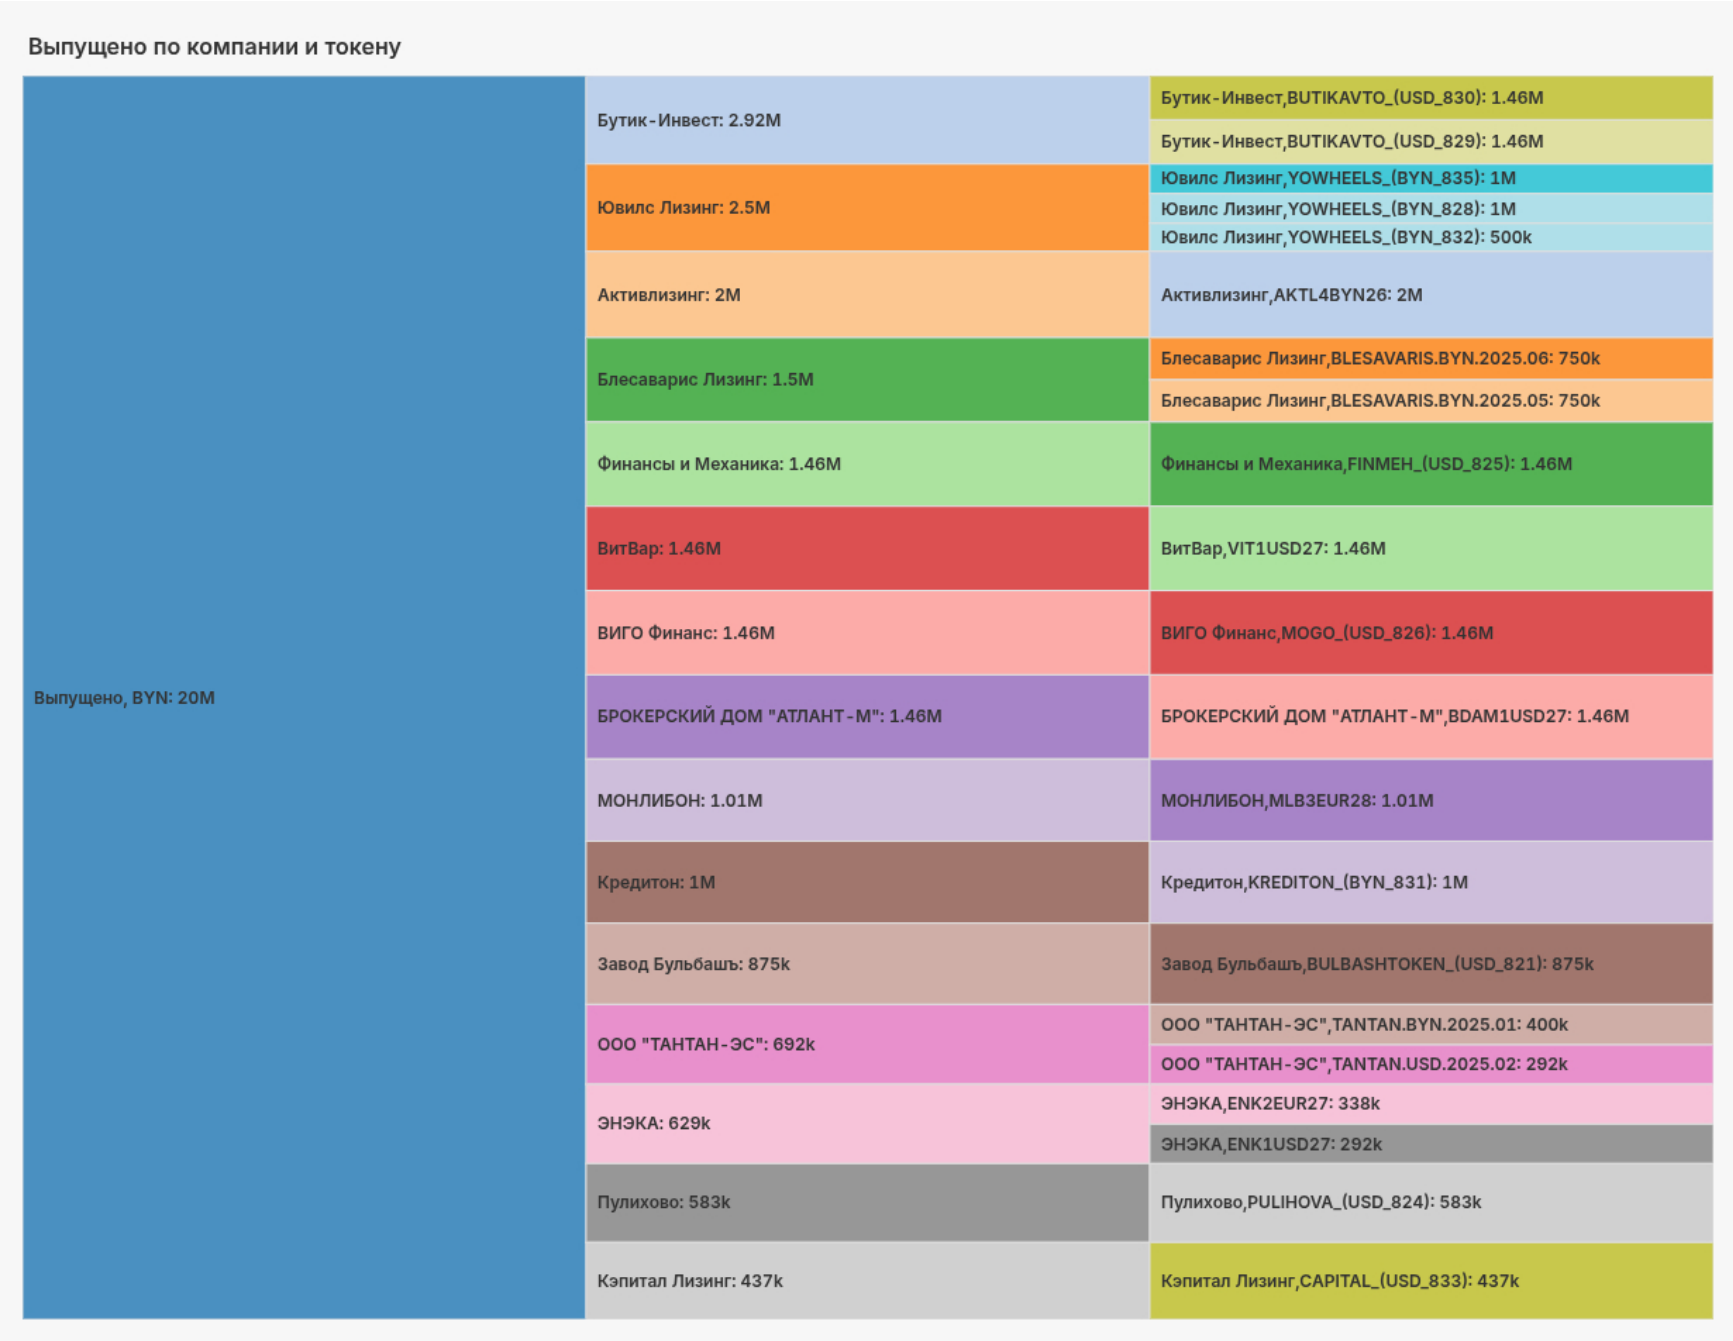 Выпущено по компании и токену
Выпущено, BYN: 20M
Бутик-Инвест: 2.92M
Ювилс Лизинг: 2.5M
Активлизинг: 2M
Блесаварис Лизинг: 1.5M
Финансы и Механика: 1.46M
ВитВар: 1.46M
ВИГО Финанс: 1.46M
БРОКЕРСКИЙ ДОМ "АТЛАНТ-М": 1.46M
МОНЛИБОН: 1.01M
Кредитон: 1M
Завод Бульбашъ: 875k
ООО "ТАНТАН-ЭС": 692k
ЭНЭКА: 629k
Пулихово: 583k
Кэпитал Лизинг: 437k
Бутик-Инвест,BUTIKAVTO_(USD_830): 1.46M
Бутик-Инвест,BUTIKAVTO_(USD_829): 1.46M
Ювилс Лизинг,YOWHEELS_(BYN_835): 1M
Ювилс Лизинг,YOWHEELS_(BYN_828): 1M
Ювилс Лизинг,YOWHEELS_(BYN_832): 500k
Активлизинг,AKTL4BYN26: 2M
Блесаварис Лизинг,BLESAVARIS.BYN.2025.06: 750k
Блесаварис Лизинг,BLESAVARIS.BYN.2025.05: 750k
Финансы и Механика,FINMEH_(USD_825): 1.46M
ВитВар,VIT1USD27: 1.46M
ВИГО Финанс,MOGO_(USD_826): 1.46M
БРОКЕРСКИЙ ДОМ "АТЛАНТ-М",BDAM1USD27: 1.46M
МОНЛИБОН,MLB3EUR28: 1.01M
Кредитон,KREDITON_(BYN_831): 1M
Завод Бульбашъ,BULBASHTOKEN_(USD_821): 875k
ООО "ТАНТАН-ЭС",TANTAN.BYN.2025.01: 400k
ООО "ТАНТАН-ЭС",TANTAN.USD.2025.02: 292k
ЭНЭКА,ENK2EUR27: 338k
ЭНЭКА,ENK1USD27: 292k
Пулихово,PULIHOVA_(USD_824): 583k
Кэпитал Лизинг,CAPITAL_(USD_833): 437k